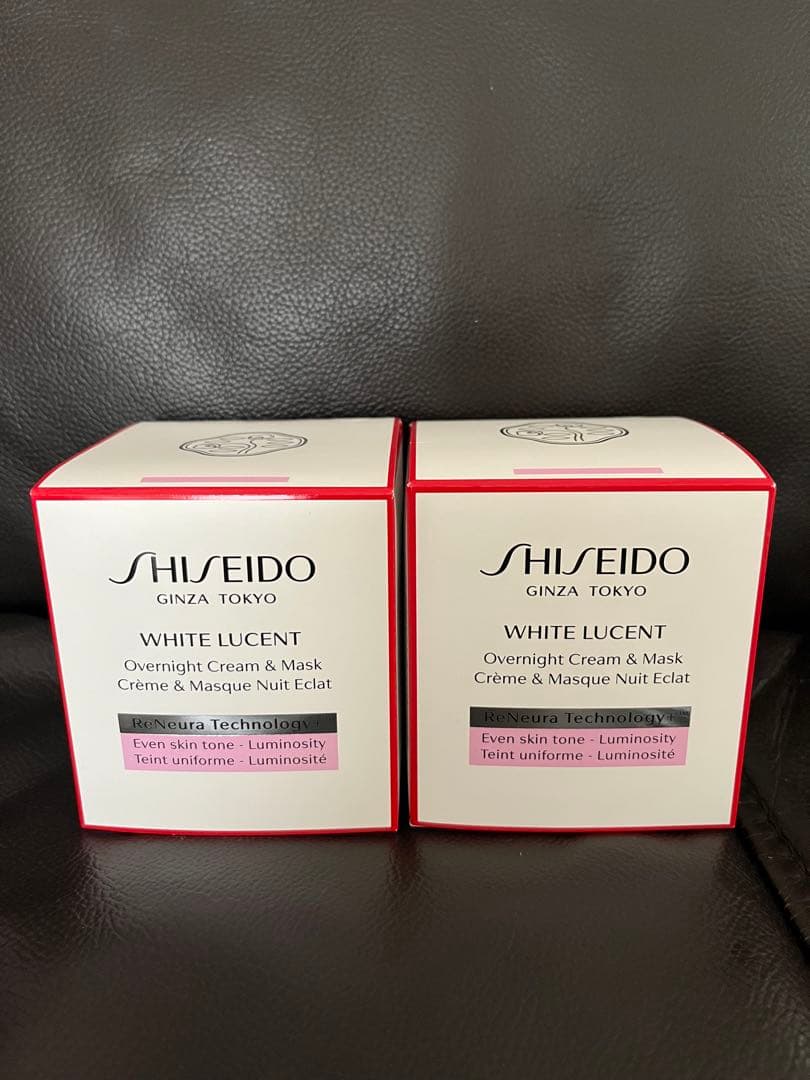 SHISEIDO
GINZA TOKYO
WHITE LUCENT
Overnight Cream & Mask
Crème & Masque Nuit Eclat
ReNeura Technology+
Even skin tone - Luminosity
Teint uniforme - Luminosité
SHISEIDO
GINZA TOKYO
WHITE LUCENT
Overnight Cream & Mask
Crème & Masque Nuit Eclat
ReNeura Technology+™
Even skin tone - Luminosity
Teint uniforme - Luminosité